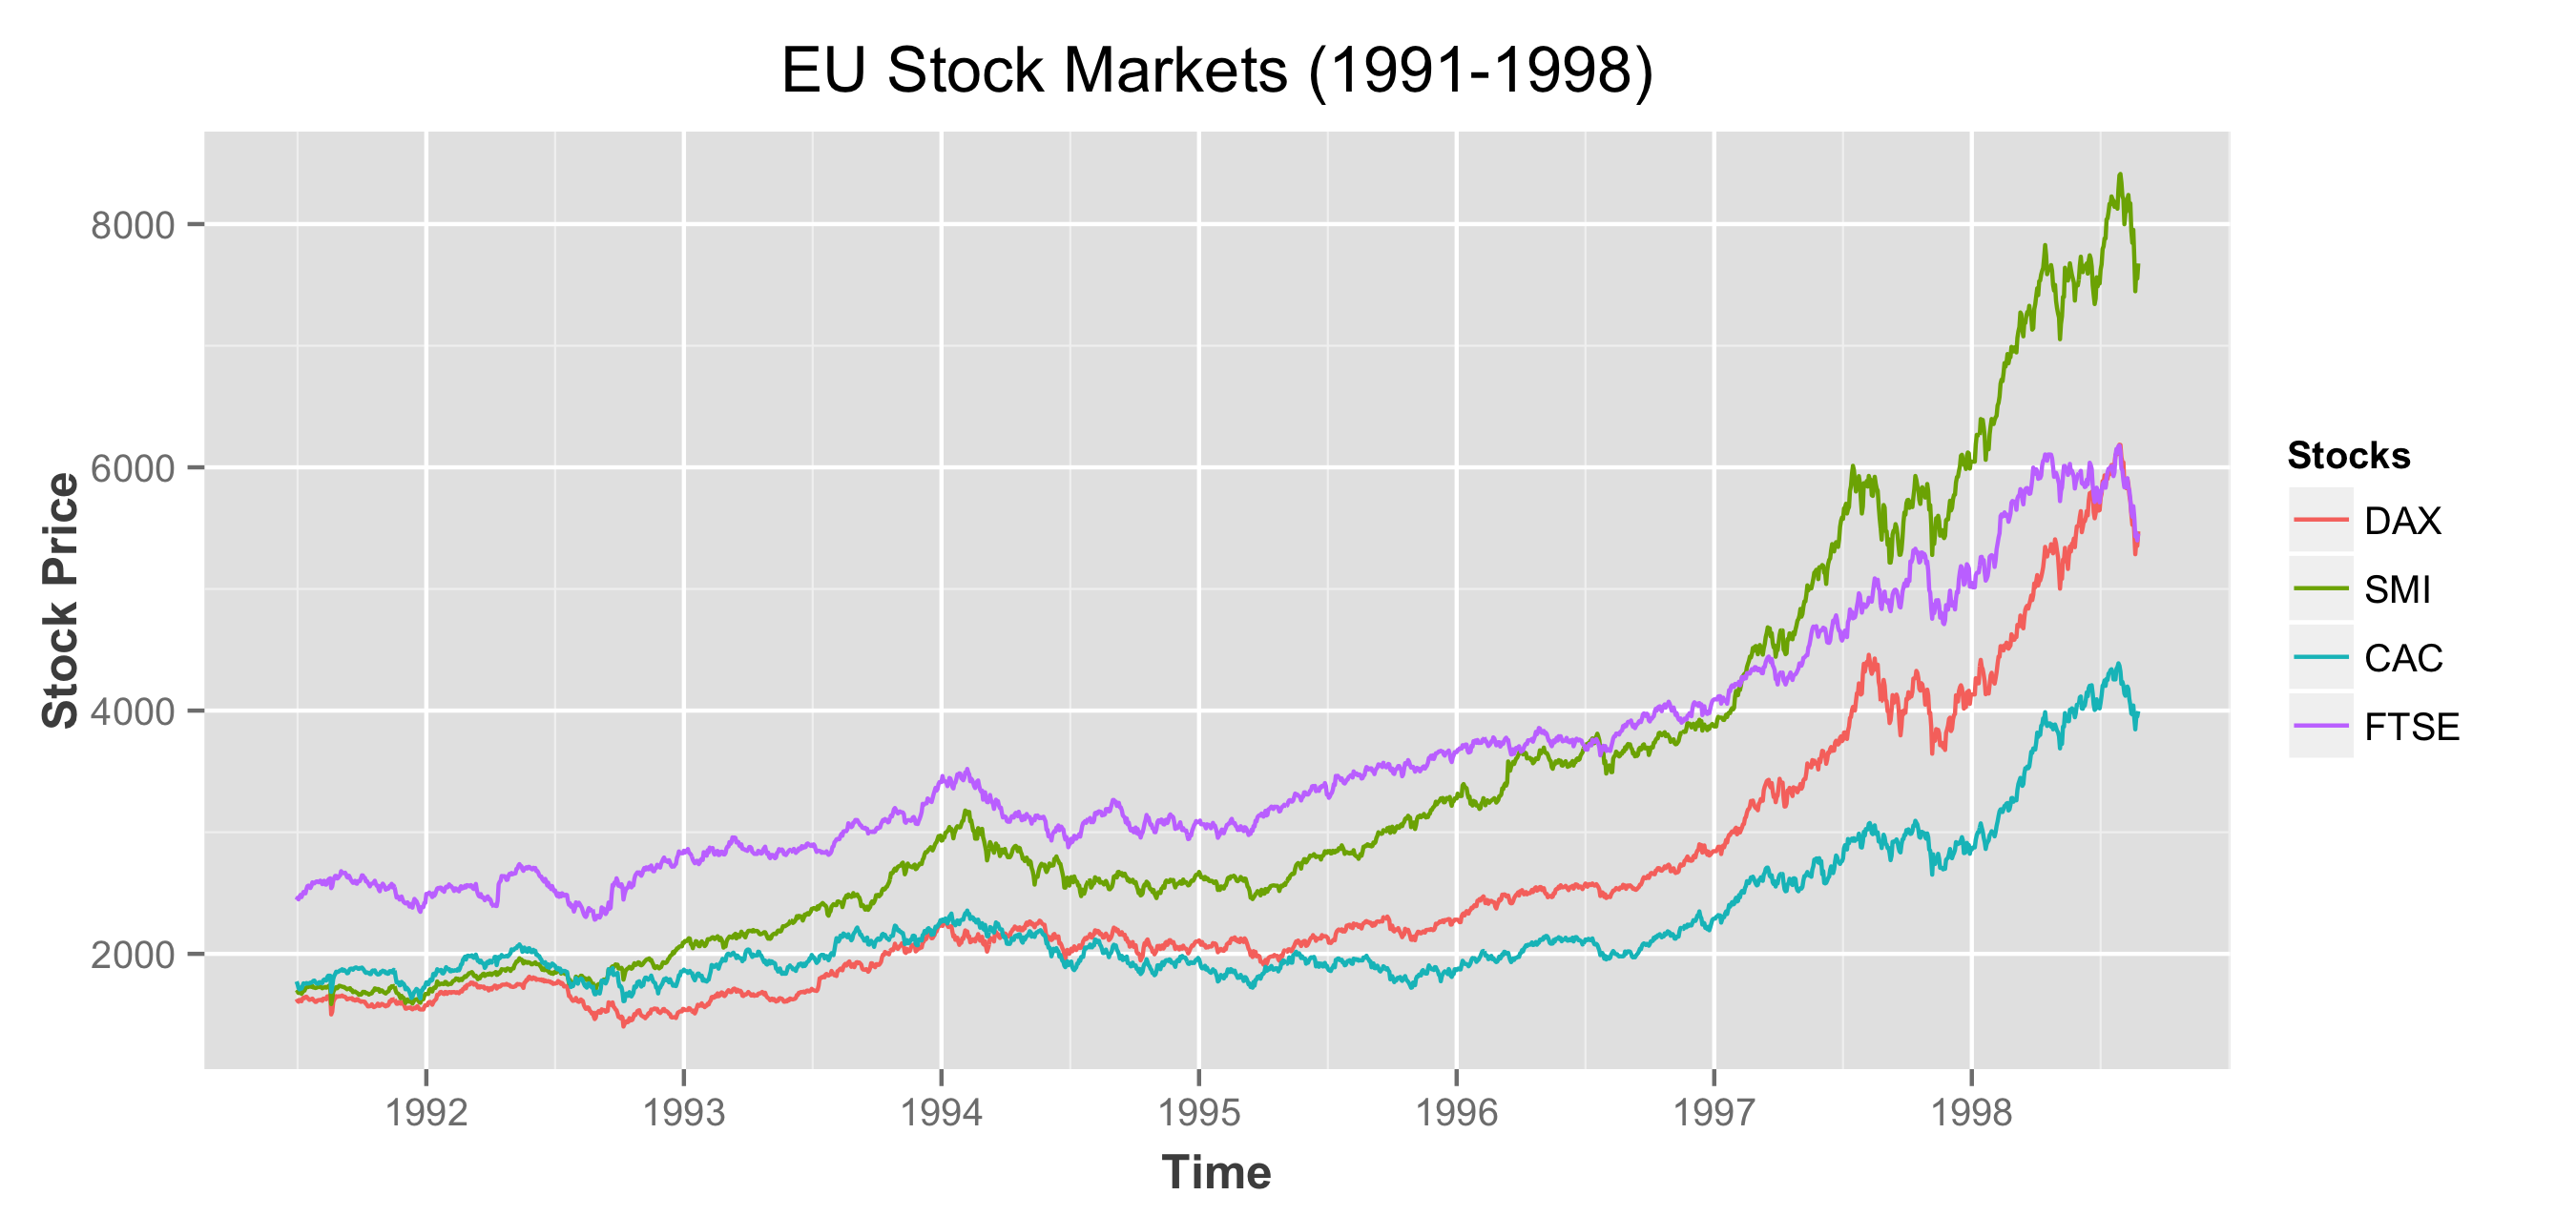 EU Stock Markets (1991-1998)
Stock Price
8000
6000
4000
2000
1992 1993 1994 1995 1996 1997 1998
Time
Stocks
DAX
SMI
CAC
FTSE